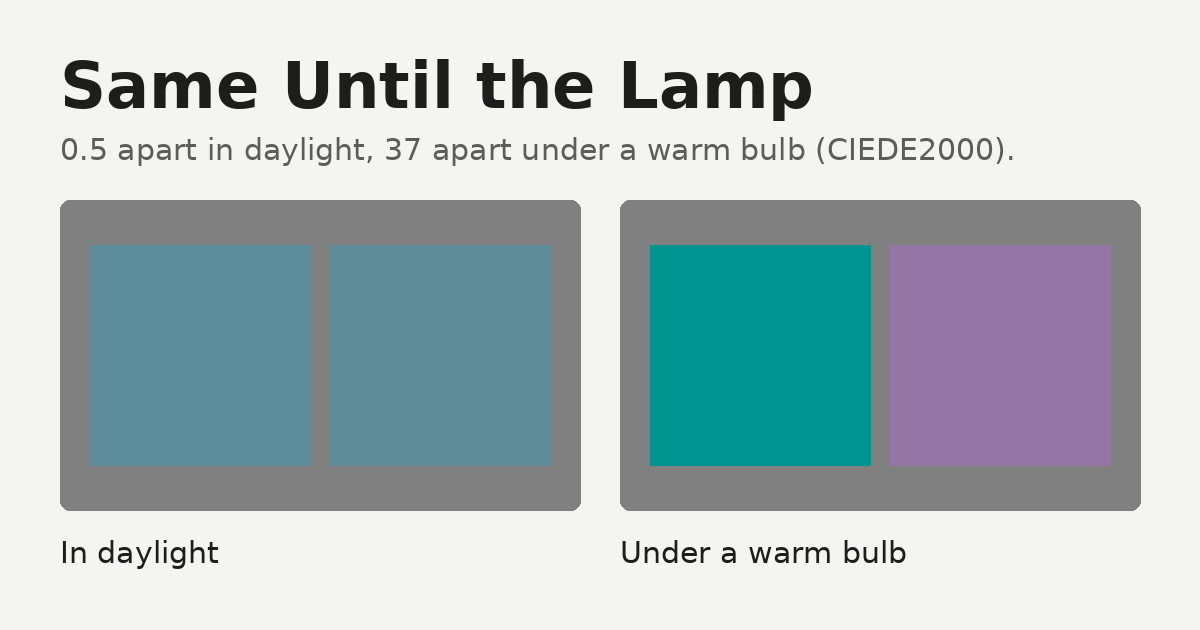 Same Until the Lamp
0.5 apart in daylight, 37 apart under a warm bulb (CIEDE2000).
In daylight
Under a warm bulb